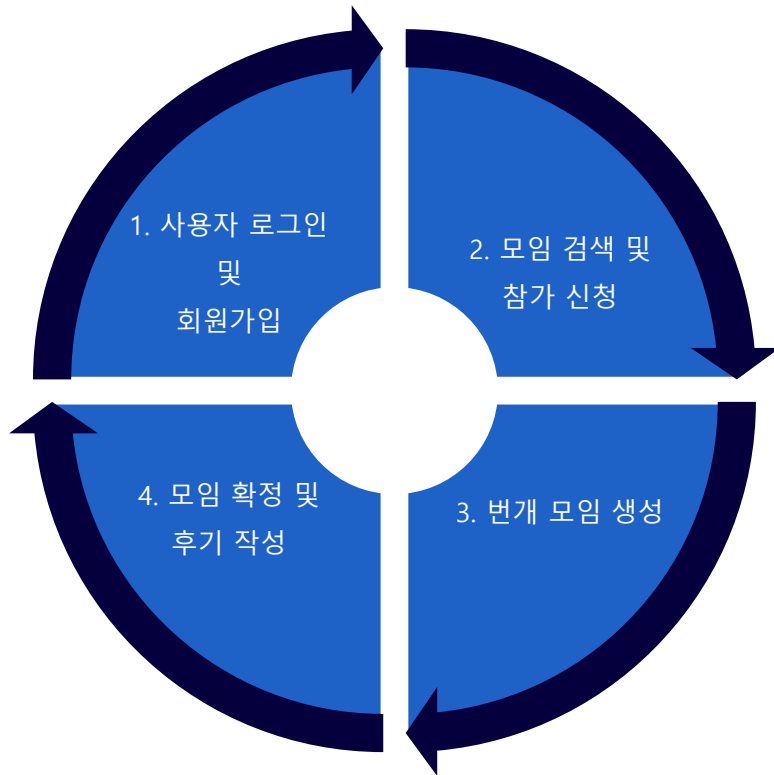 1. 사용자 로그인
및
회원가입
2. 모임 검색 및
참가 신청
3. 번개 모임 생성
4. 모임 확정 및
후기 작성